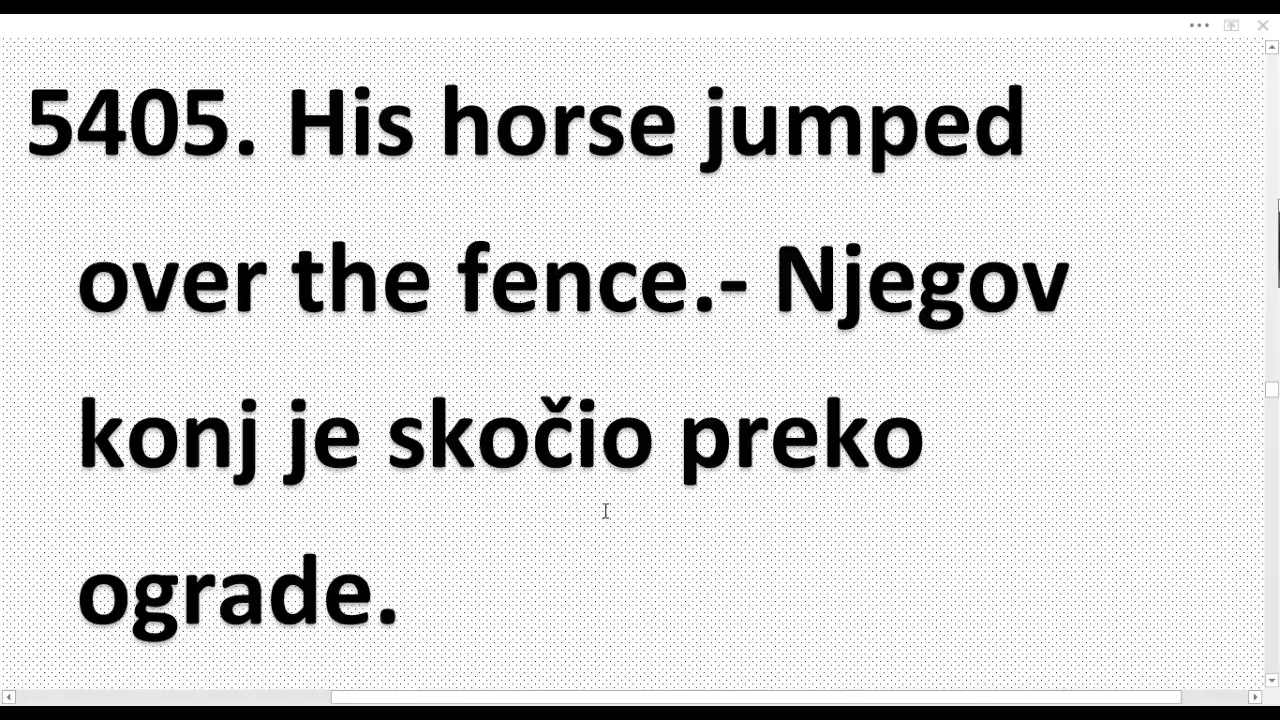 5405. His horse jumped
over the fence.- Njegov
konj je skočio preko
ograde.